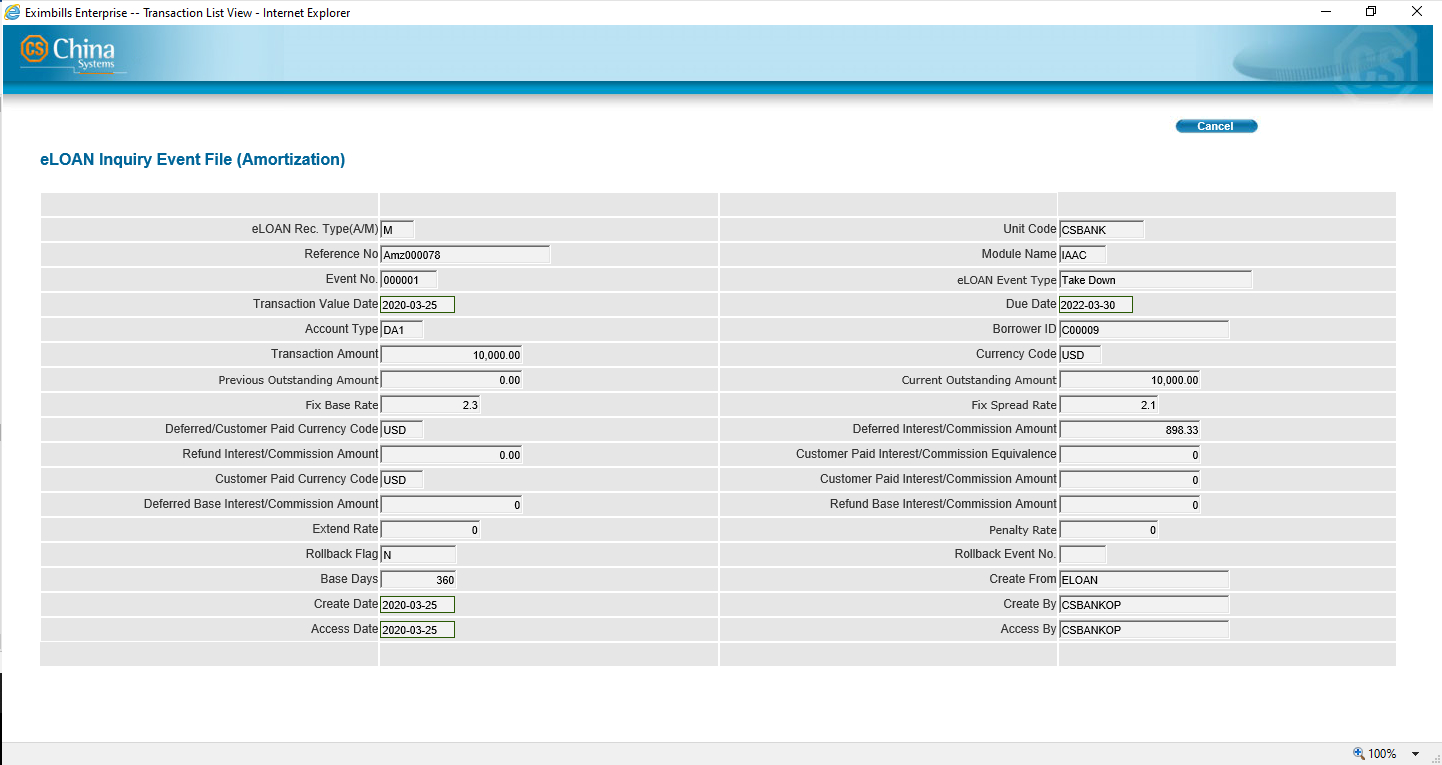 Eximbills Enterprise -- Transaction List View - Internet Explorer
CS China
Systems
CS
Cancel
eLOAN Inquiry Event File (Amortization)
eLOAN Rec. Type(A/M) M Unit Code CSBANK
Reference No Amz000078 Module Name IAAC
Event No. 000001 eLOAN Event Type Take Down
Transaction Value Date 2020-03-25 Due Date 2022-03-30
Account Type DA1 Borrower ID C00009
Transaction Amount 10,000.00 Currency Code USD
Previous Outstanding Amount 0.00 Current Outstanding Amount 10,000.00
Fix Base Rate 2.3 Fix Spread Rate 2.1
Deferred/Customer Paid Currency Code USD Deferred Interest/Commission Amount 898.33
Refund Interest/Commission Amount 0.00 Customer Paid Interest/Commission Equivalence 0
Customer Paid Currency Code USD Customer Paid Interest/Commission Amount 0
Deferred Base Interest/Commission Amount 0 Refund Base Interest/Commission Amount 0
Extend Rate 0 Penalty Rate 0
Rollback Flag N Rollback Event No.
Base Days 360 Create From ELOAN
Create Date 2020-03-25 Create By CSBANKOP
Access Date 2020-03-25 Access By CSBANKOP
100%